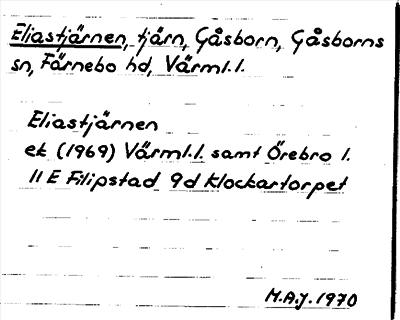 Eliastjärnen, tjärn, Gåsborn, Gåsborns
sn, Färnebo hd, Värml.l.
Eliastjärnen
ek (1969) Värml.l. samt Örebro l.
11 E Filipstad 9d Klockartorpet
M.A.J. 1970